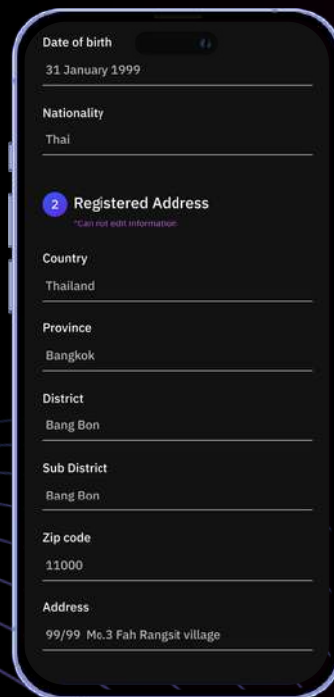 Date of birth
31 January 1999
Nationality
Thai
2 Registered Address
*Can not edit information
Country
Thailand
Province
Bangkok
District
Bang Bon
Sub District
Bang Bon
Zip code
11000
Address
99/99 Mo.3 Fah Rangsit village